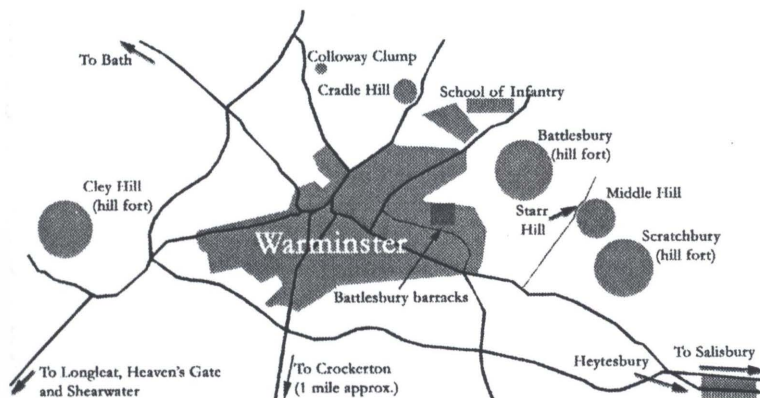 To Bath
Colloway Clump
Cradle Hill
School of Infantry
Battlesbury
(hill fort)
Cley Hill
(hill fort)
Starr
Hill
Middle Hill
Scratchbury
(hill fort)
Warminster
Battlesbury barracks
To Longleat, Heaven's Gate
and Shearwater
To Crockerton
(1 mile approx.)
Heytesbury
To Salisbury